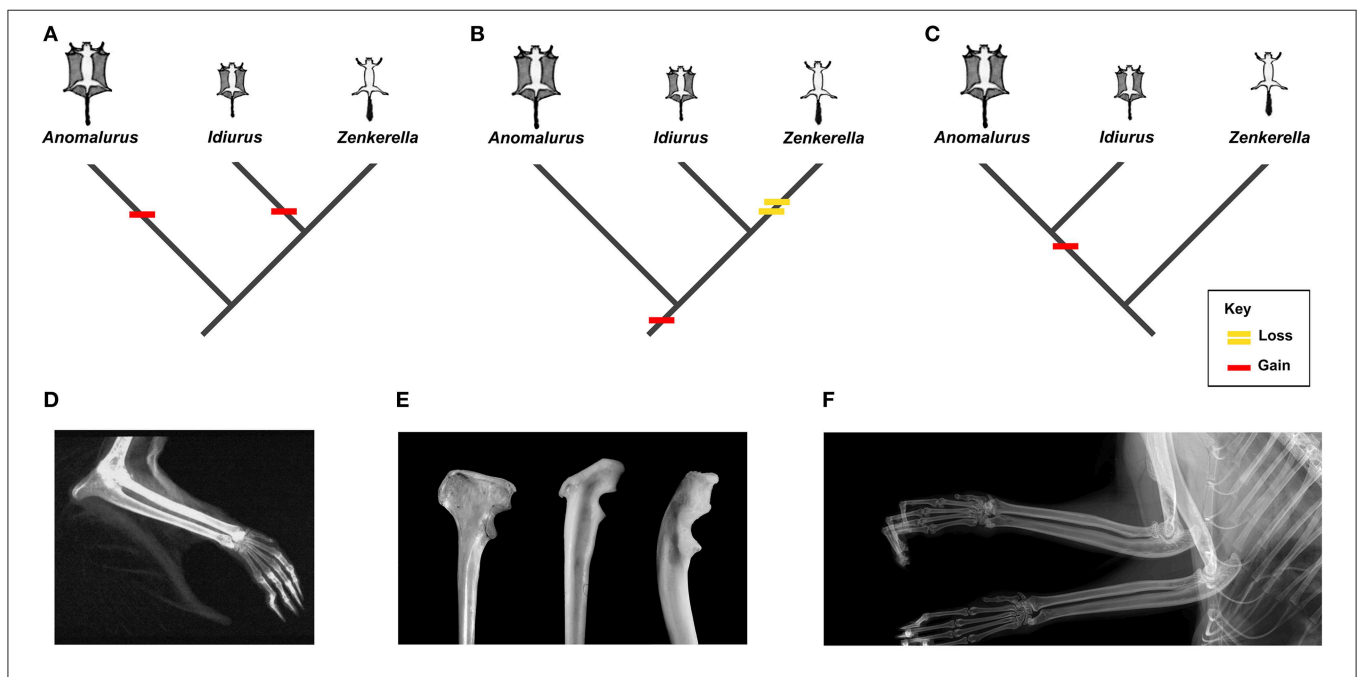 A
B
C
Anomalurus
Idiurus
Zenkerella
Anomalurus
Idiurus
Zenkerella
Anomalurus
Idiurus
Zenkerella
Key
Loss
Gain
D
E
F